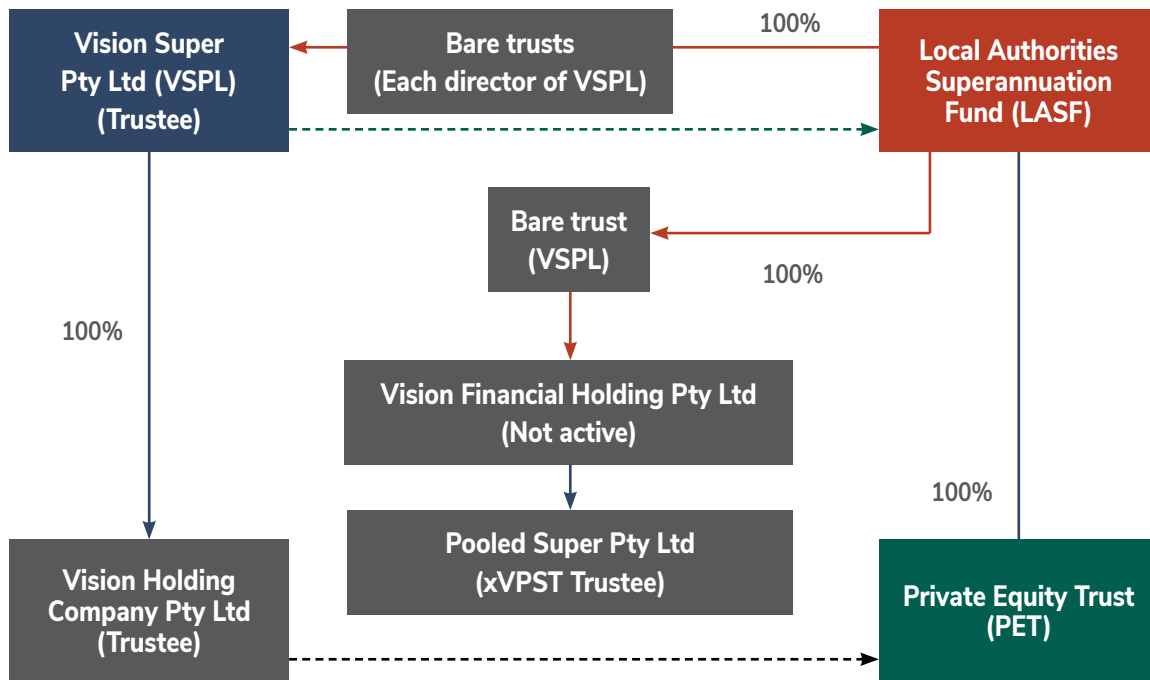 Vision Super
Pty Ltd (VSPL)
(Trustee)
Bare trusts
(Each director of VSPL)
100%
Local Authorities
Superannuation
Fund (LASF)
Bare trust
(VSPL)
100%
100%
Vision Financial Holding Pty Ltd
(Not active)
100%
Pooled Super Pty Ltd
(xVPST Trustee)
Vision Holding
Company Pty Ltd
(Trustee)
Private Equity Trust
(PET)